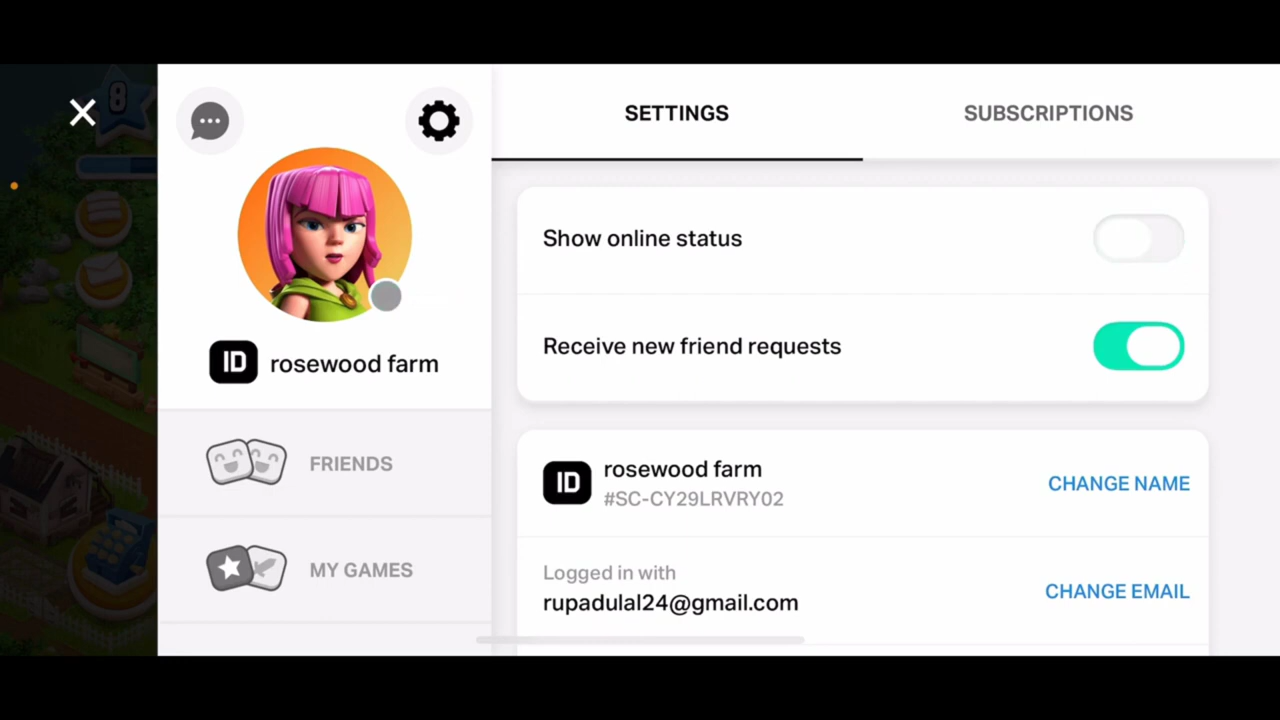 8
SETTINGS
SUBSCRIPTIONS
Show online status
Receive new friend requests
ID rosewood farm
FRIENDS
MY GAMES
ID rosewood farm
#SC-CY29LRVRY02
CHANGE NAME
Logged in with
rupadulal24@gmail.com
CHANGE EMAIL